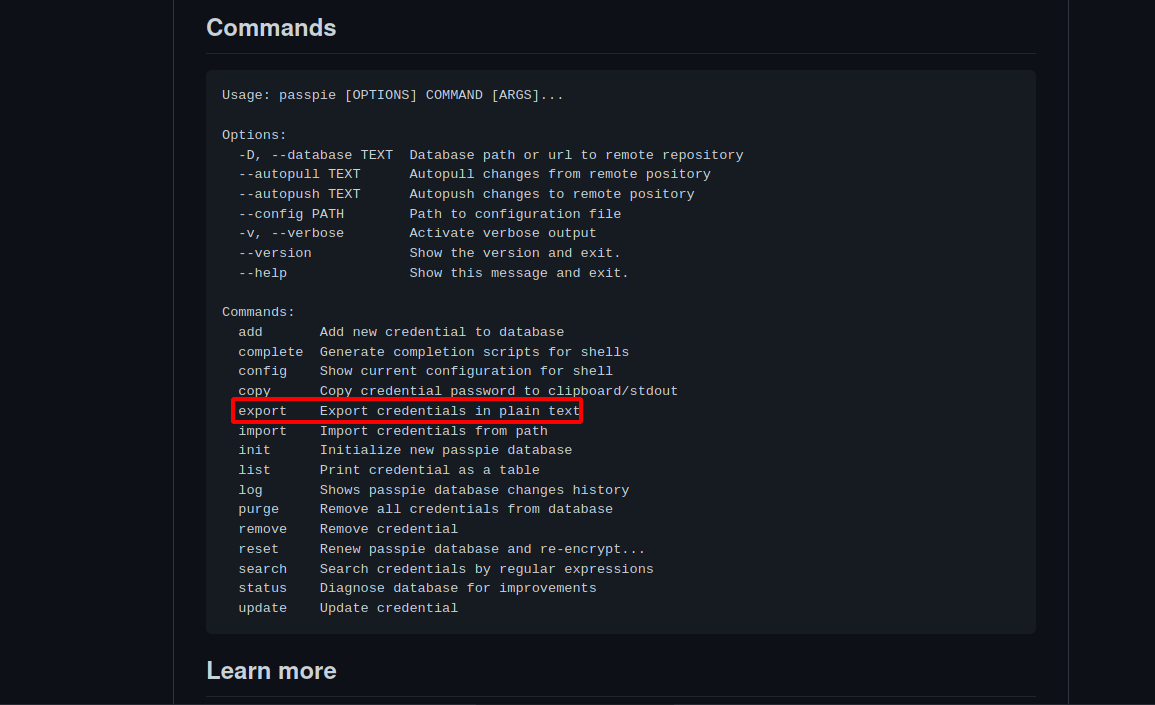 Commands
Usage: passpie [OPTIONS] COMMAND [ARGS]...
Options:
-D, --database TEXT  Database path or url to remote repository
--autopull TEXT      Autopull changes from remote pository
--autopush TEXT      Autopush changes to remote pository
--config PATH        Path to configuration file
-v, --verbose        Activate verbose output
--version            Show the version and exit.
--help               Show this message and exit.
Commands:
add       Add new credential to database
complete  Generate completion scripts for shells
config    Show current configuration for shell
copy      Copy credential password to clipboard/stdout
export    Export credentials in plain text
import    Import credentials from path
init      Initialize new passpie database
list      Print credential as a table
log       Shows passpie database changes history
purge     Remove all credentials from database
remove    Remove credential
reset     Renew passpie database and re-encrypt...
search    Search credentials by regular expressions
status    Diagnose database for improvements
update    Update credential
Learn more